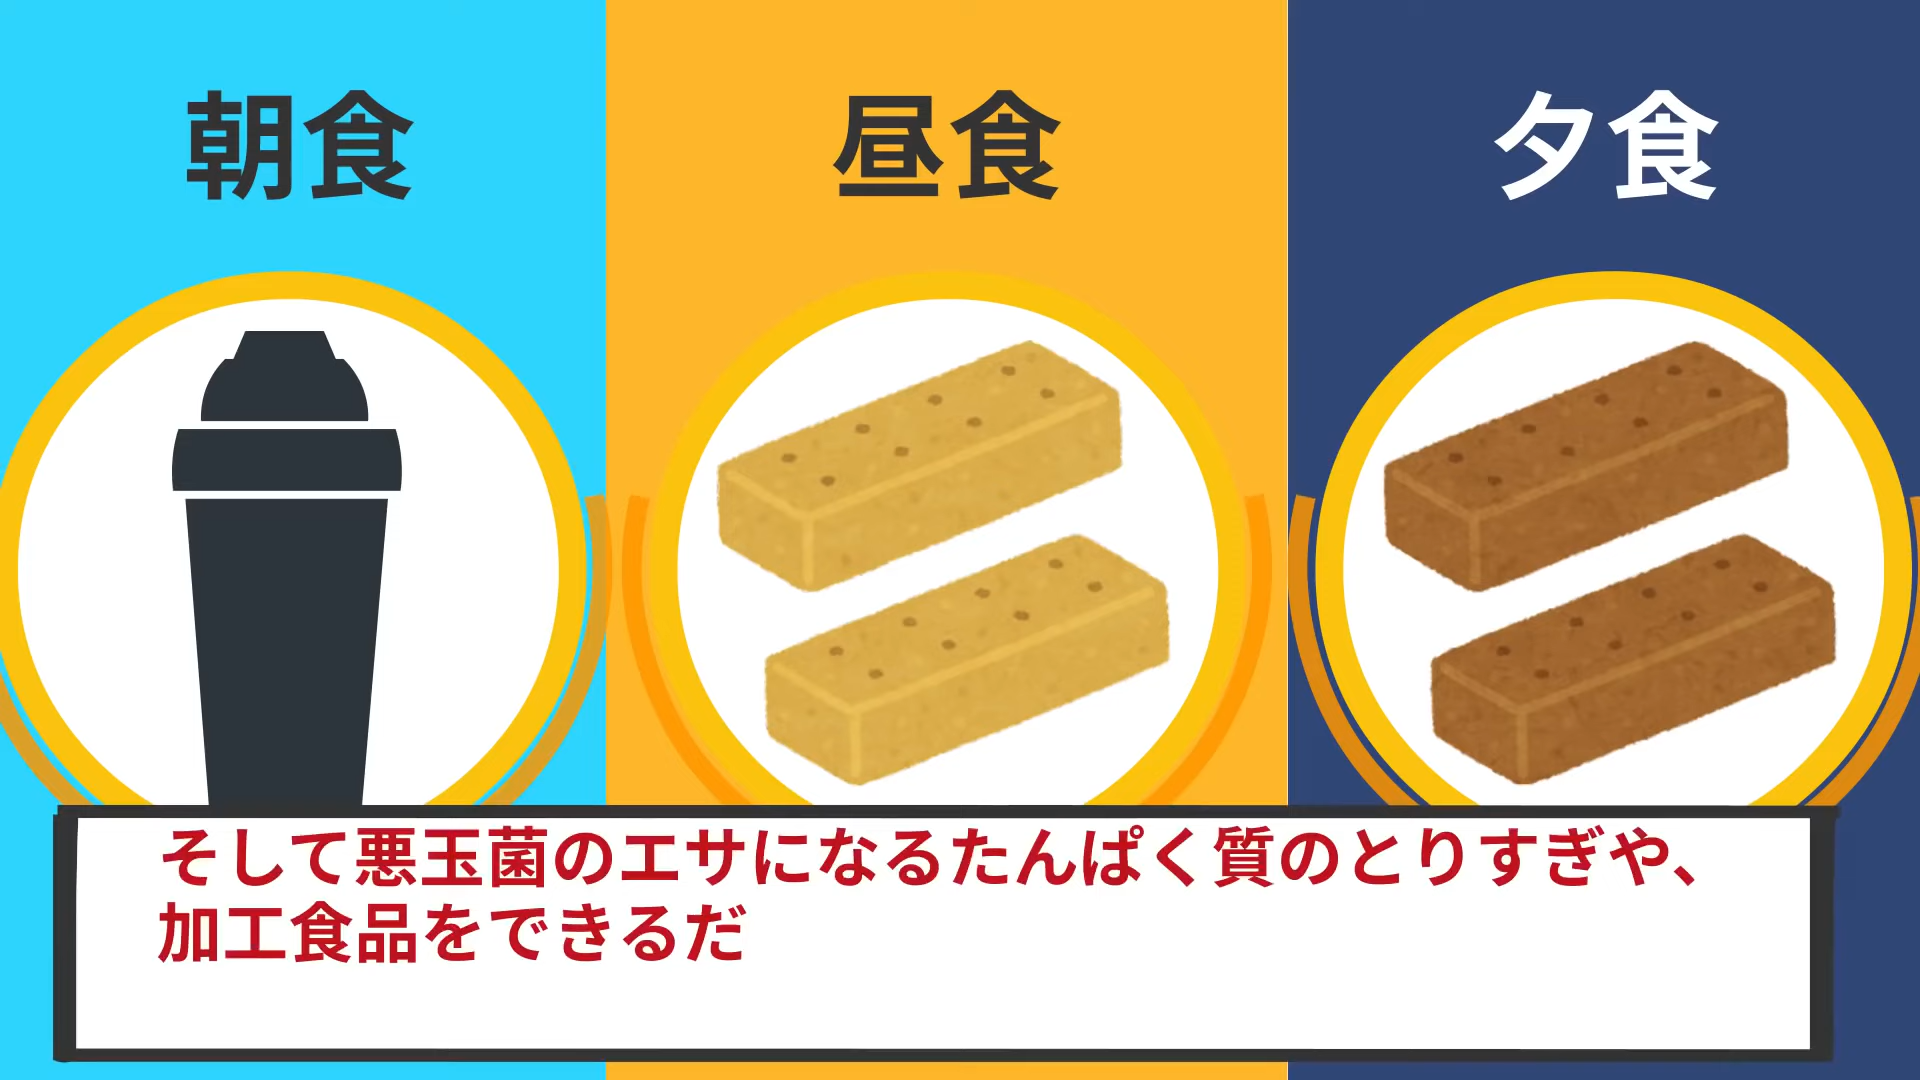 朝食
昼食
夕食
そして悪玉菌のエサになるたんぱく質のとりすぎや、
加工食品をできるだ